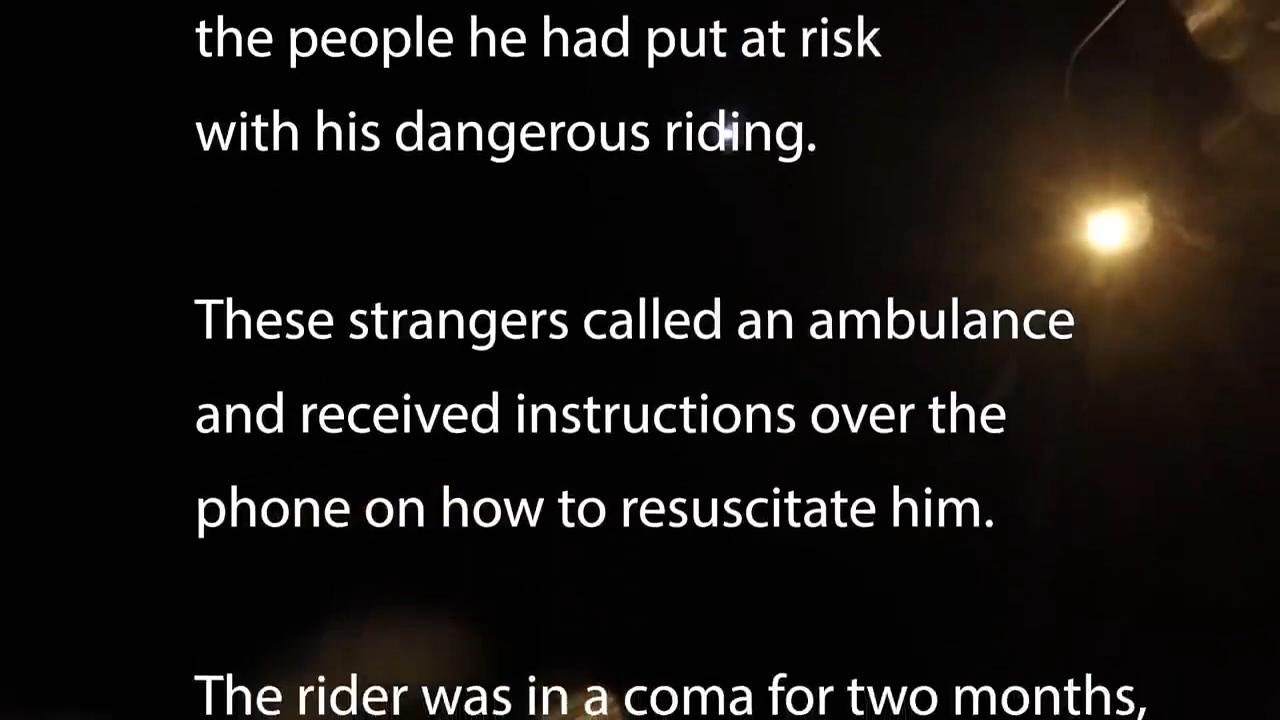 the people he had put at risk
with his dangerous riding.
These strangers called an ambulance
and received instructions over the
phone on how to resuscitate him.
The rider was in a coma for two months,